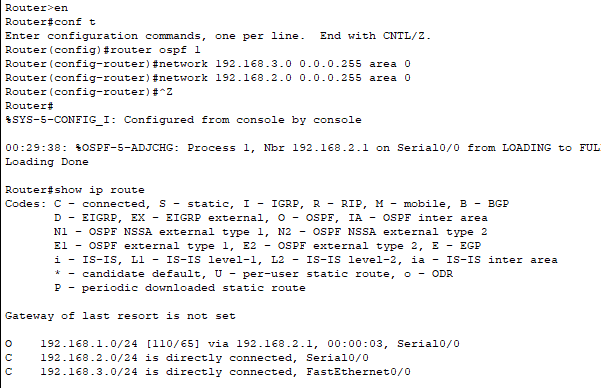 Router>en
Router#conf t
Enter configuration commands, one per line.  End with CNTL/Z.
Router(config)#router ospf 1
Router(config-router)#network 192.168.3.0 0.0.0.255 area 0
Router(config-router)#network 192.168.2.0 0.0.0.255 area 0
Router(config-router)#^Z
Router#
%SYS-5-CONFIG_I: Configured from console by console
00:29:38: %OSPF-5-ADJCHG: Process 1, Nbr 192.168.2.1 on Serial0/0 from LOADING to FUL
Loading Done
Router#show ip route
Codes: C - connected, S - static, I - IGRP, R - RIP, M - mobile, B - BGP
       D - EIGRP, EX - EIGRP external, O - OSPF, IA - OSPF inter area
       N1 - OSPF NSSA external type 1, N2 - OSPF NSSA external type 2
       E1 - OSPF external type 1, E2 - OSPF external type 2, E - EGP
       i - IS-IS, L1 - IS-IS level-1, L2 - IS-IS level-2, ia - IS-IS inter area
       * - candidate default, U - per-user static route, o - ODR
       P - periodic downloaded static route
Gateway of last resort is not set
O    192.168.1.0/24 [110/65] via 192.168.2.1, 00:00:03, Serial0/0
C    192.168.2.0/24 is directly connected, Serial0/0
C    192.168.3.0/24 is directly connected, FastEthernet0/0